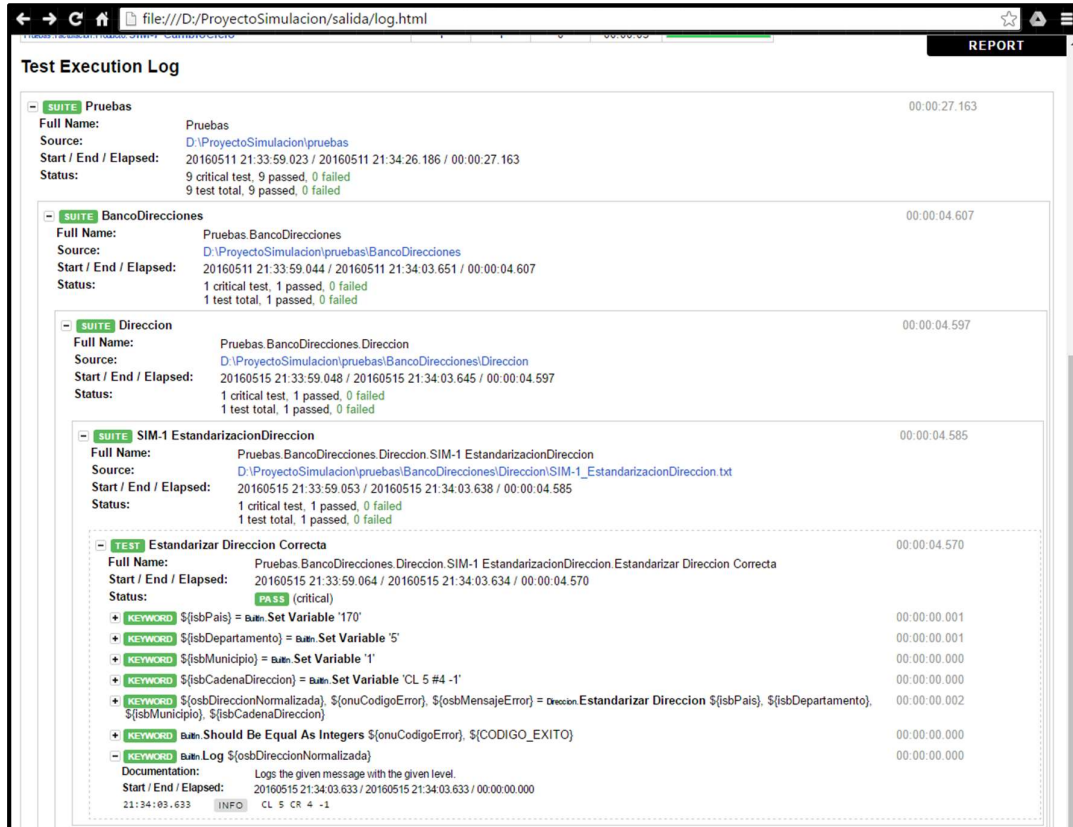 file:///D:/ProyectoSimulacion/salida/log.html
REPORT
Test Execution Log
SUITE Pruebas 00:00:27.163
Full Name: Pruebas
Source: D:\ProyectoSimulacion\pruebas
Start / End / Elapsed: 20160511 21:33:59.023 / 20160511 21:34:26.186 / 00:00:27.163
Status: 9 critical test, 9 passed, 0 failed
9 test total, 9 passed, 0 failed
SUITE BancoDirecciones 00:00:04.607
Full Name: Pruebas.BancoDirecciones
Source: D:\ProyectoSimulacion\pruebas\BancoDirecciones
Start / End / Elapsed: 20160511 21:33:59.044 / 20160511 21:34:03.651 / 00:00:04.607
Status: 1 critical test, 1 passed, 0 failed
1 test total, 1 passed, 0 failed
SUITE Direccion 00:00:04.597
Full Name: Pruebas.BancoDirecciones.Direccion
Source: D:\ProyectoSimulacion\pruebas\BancoDirecciones\Direccion
Start / End / Elapsed: 20160515 21:33:59.048 / 20160515 21:34:03.645 / 00:00:04.597
Status: 1 critical test, 1 passed, 0 failed
1 test total, 1 passed, 0 failed
SUITE SIM-1 EstandarizacionDireccion 00:00:04.585
Full Name: Pruebas.BancoDirecciones.Direccion.SIM-1 EstandarizacionDireccion
Source: D:\ProyectoSimulacion\pruebas\BancoDirecciones\Direccion\SIM-1_EstandarizacionDireccion.txt
Start / End / Elapsed: 20160515 21:33:59.053 / 20160515 21:34:03.638 / 00:00:04.585
Status: 1 critical test, 1 passed, 0 failed
1 test total, 1 passed, 0 failed
TEST Estandarizar Direccion Correcta 00:00:04.570
Full Name: Pruebas.BancoDirecciones.Direccion.SIM-1 EstandarizacionDireccion.Estandarizar Direccion Correcta
Start / End / Elapsed: 20160515 21:33:59.064 / 20160515 21:34:03.634 / 00:00:04.570
Status: PASS (critical)
KEYWORD ${isbPais} = BuiltIn.Set Variable '170' 00:00:00.001
KEYWORD ${isbDepartamento} = BuiltIn.Set Variable '5' 00:00:00.001
KEYWORD ${isbMunicipio} = BuiltIn.Set Variable '1' 00:00:00.000
KEYWORD ${isbCadenaDireccion} = BuiltIn.Set Variable 'CL 5 #4 -1' 00:00:00.000
KEYWORD ${osbDireccionNormalizada}, ${onuCodigoError}, ${osbMensajeError} = Direccion.Estandarizar Direccion ${isbPais}, ${isbDepartamento}, 00:00:00.002
${isbMunicipio}, ${isbCadenaDireccion}
KEYWORD BuiltIn.Should Be Equal As Integers ${onuCodigoError}, ${CODIGO_EXITO} 00:00:00.000
KEYWORD BuiltIn.Log ${osbDireccionNormalizada} 00:00:00.000
Documentation: Logs the given message with the given level.
Start / End / Elapsed: 20160515 21:34:03.633 / 20160515 21:34:03.633 / 00:00:00.000
21:34:03.633 INFO CL 5 CR 4 -1